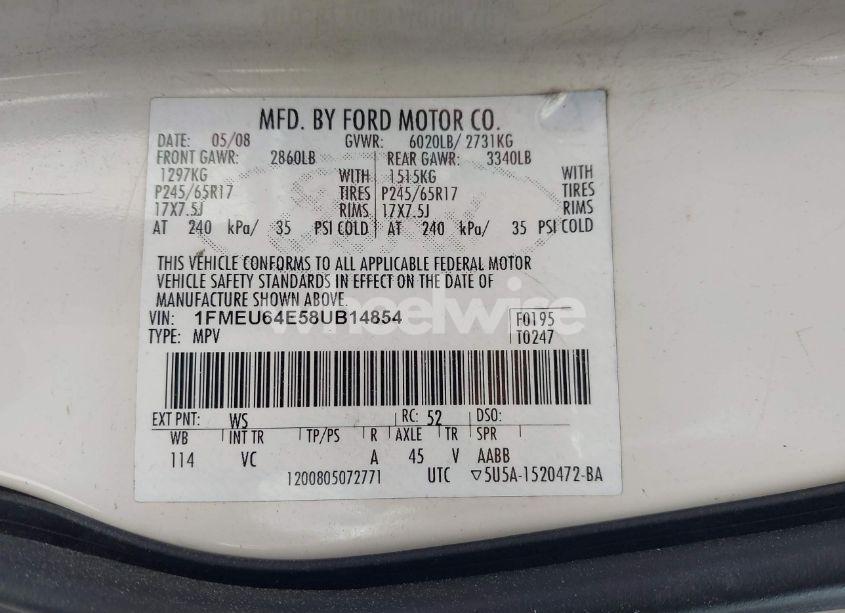 MFD. BY FORD MOTOR CO.
DATE: 05/08 GVWR: 6020LB/ 2731KG
FRONT GAWR: 2860LB REAR GAWR: 3340LB
1297KG WITH 1515KG WITH
P245/65R17 TIRES P245/65R17 TIRES
17X7.5J RIMS 17X7.5J RIMS
AT 240 kPa/ 35 PSI COLD AT 240 kPa/ 35 PSI COLD
THIS VEHICLE CONFORMS TO ALL APPLICABLE FEDERAL MOTOR
VEHICLE SAFETY STANDARDS IN EFFECT ON THE DATE OF
MANUFACTURE SHOWN ABOVE.
VIN: 1FMEU64E58UB14854 F0195
TYPE: MPV T0247
wheelwise
EXT PNT: WS RC: 52 DSO:
WB INT TR TP/PS R AXLE TR SPR
114 VC A 45 V AABB
1200805072771 UTC ▽5U5A-1520472-BA